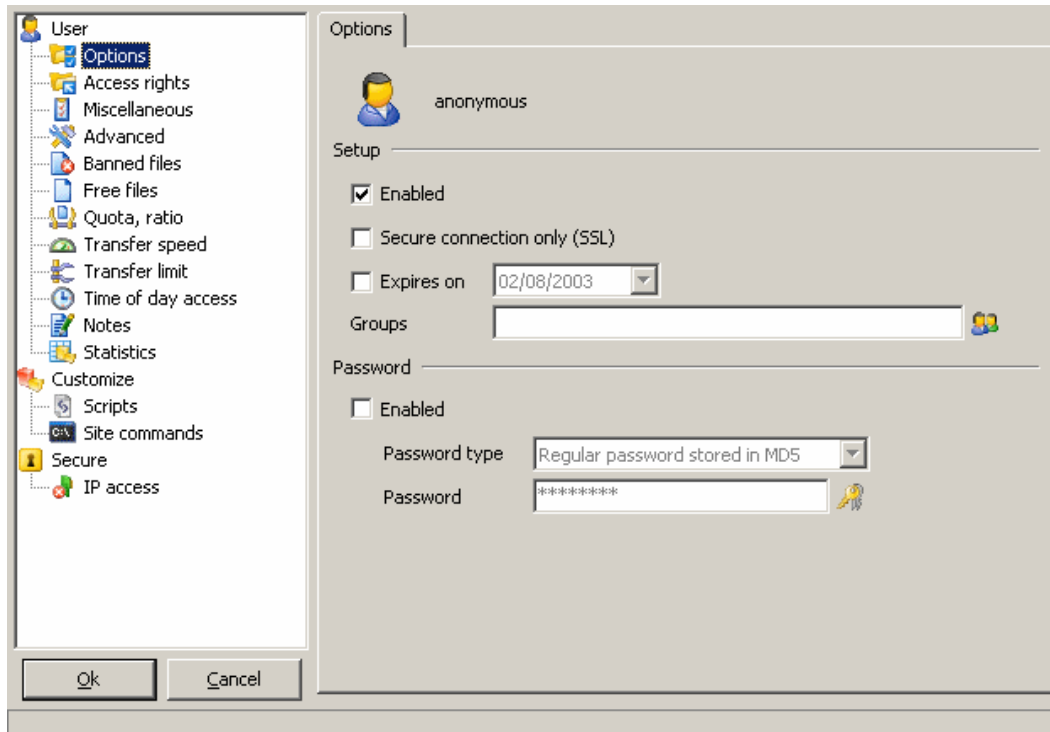 User
Options
Access rights
Miscellaneous
Advanced
Banned files
Free files
Quota, ratio
Transfer speed
Transfer limit
Time of day access
Notes
Statistics
Customize
Scripts
Site commands
Secure
IP access
Ok
Cancel
Options
anonymous
Setup
Enabled
Secure connection only (SSL)
Expires on 02/08/2003
Groups
Password
Enabled
Password type Regular password stored in MD5
Password ********